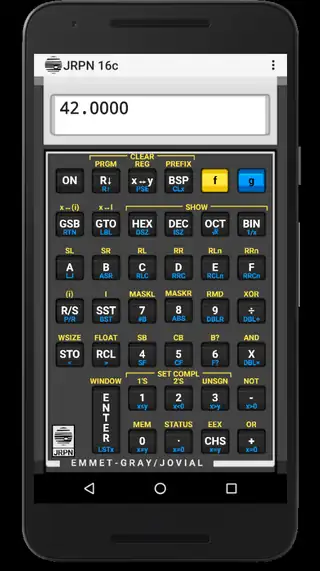 JRPN 16c
42.0000
CLEAR
PRGM REG PREFIX
ON R↓ x↔y BSP f g
R↑ PSE CLx
x↔(i) x↔I SHOW
GSB GTO HEX DEC OCT BIN
RTN LBL DSZ ISZ √x 1/x
SL SR RL RR RLn RRn
A B C D E F
LJ ASR RLC RRC RLCn RRCn
(i) I MASKL MASKR RMD XOR
R/S SST 7 8 9 ÷
P/R BST #B ABS DBLR DBL÷
WSIZE FLOAT SB CB B? AND
STO RCL 4 5 6 X
< > SF CF F? DBLx
SET COMPL
WINDOW 1'S 2'S UNSGN NOT
ENTER 1 2 3 -
x≤y x<0 x>y x>0
MEM STATUS EEX OR
0 · CHS +
LSTx x≠y x≠0 x=y x=0
JRPN
EMMET-GRAY/JOVIAL